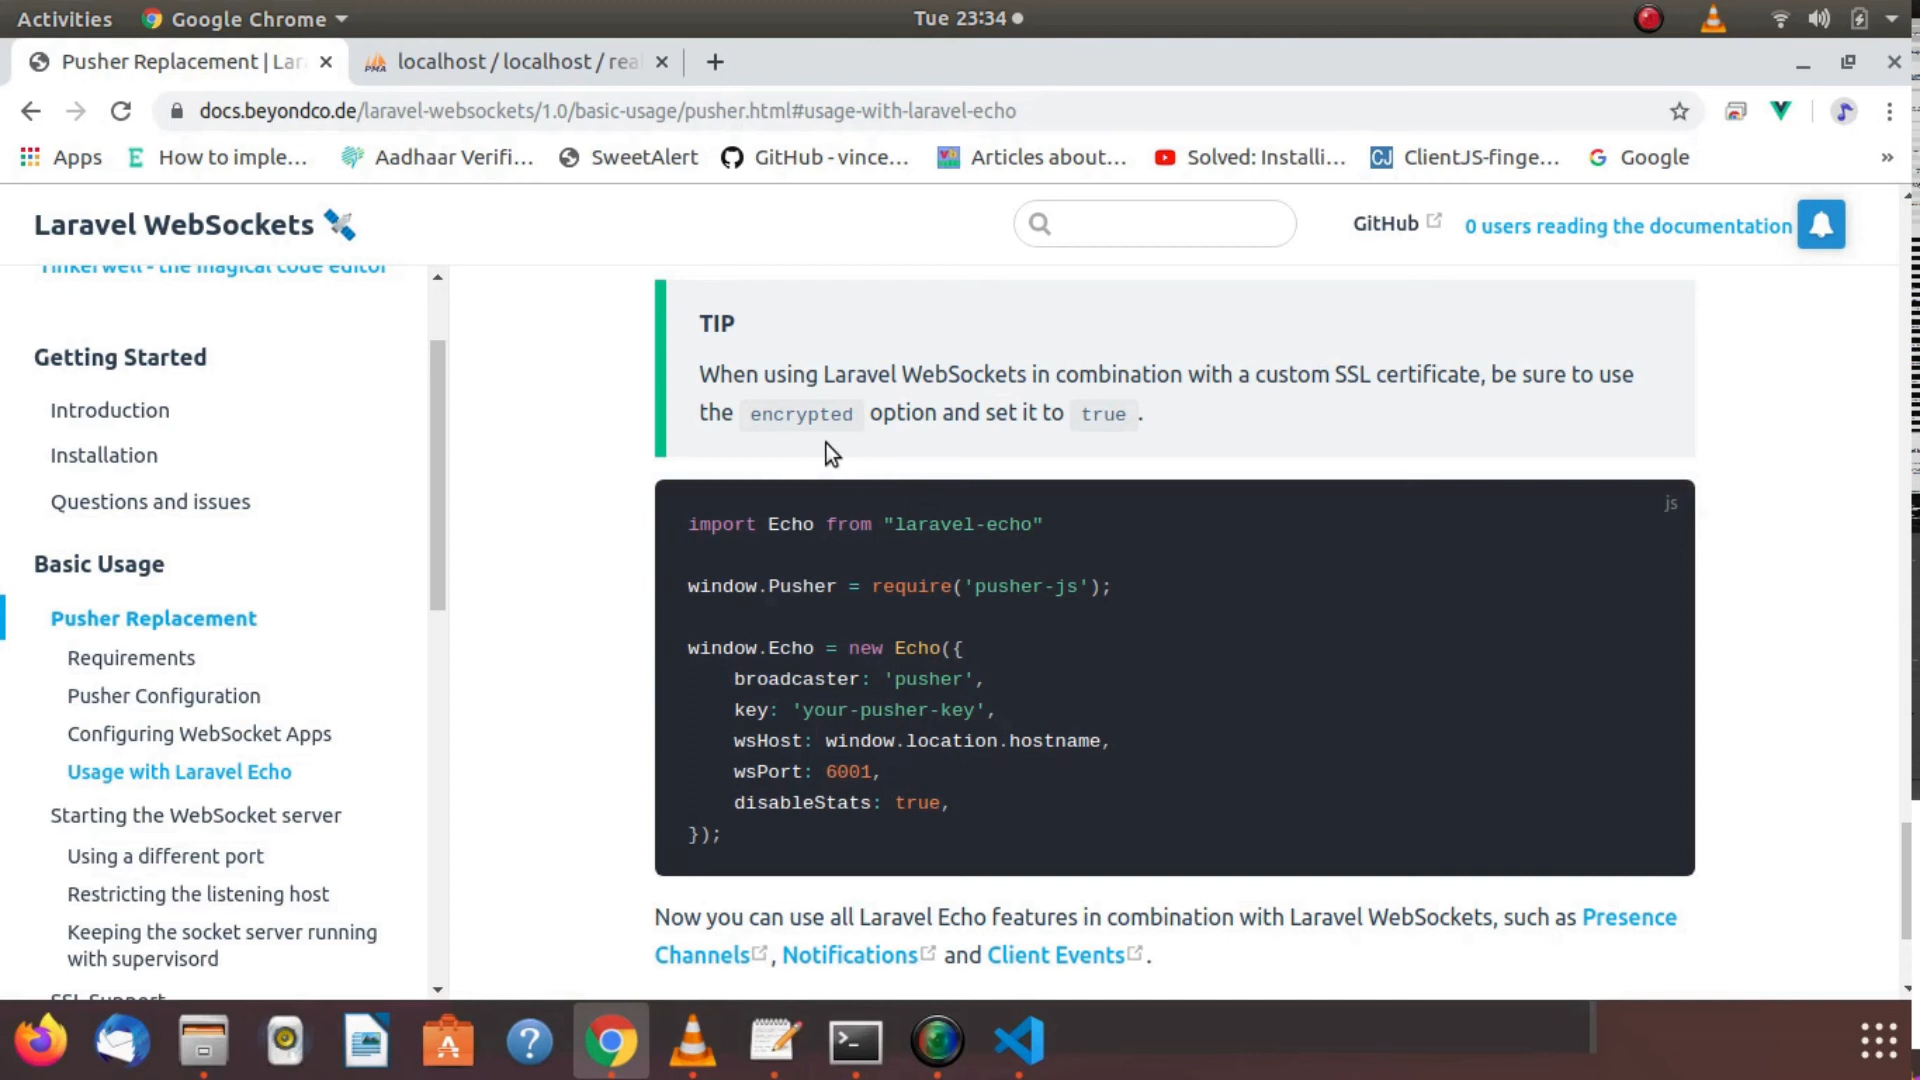 Activities
Google Chrome
Tue 23:34
Pusher Replacement | Lar
localhost / localhost / rea
docs.beyondco.de/laravel-websockets/1.0/basic-usage/pusher.html#usage-with-laravel-echo
Apps
How to imple...
Aadhaar Verifi...
SweetAlert
GitHub - vince...
Articles about...
Solved: Installi...
CJ
ClientJS-finge...
Google
»
Laravel WebSockets
GitHub
0 users reading the documentation
Tinkerwell - the magical code editor
Getting Started
Introduction
Installation
Questions and issues
Basic Usage
Pusher Replacement
Requirements
Pusher Configuration
Configuring WebSocket Apps
Usage with Laravel Echo
Starting the WebSocket server
Using a different port
Restricting the listening host
Keeping the socket server running
with supervisord
SSL Support
TIP
When using Laravel WebSockets in combination with a custom SSL certificate, be sure to use
the encrypted option and set it to true .
js
import Echo from "laravel-echo"
window.Pusher = require('pusher-js');
window.Echo = new Echo({
broadcaster: 'pusher',
key: 'your-pusher-key',
wsHost: window.location.hostname,
wsPort: 6001,
disableStats: true,
});
Now you can use all Laravel Echo features in combination with Laravel WebSockets, such as Presence
Channels , Notifications and Client Events .